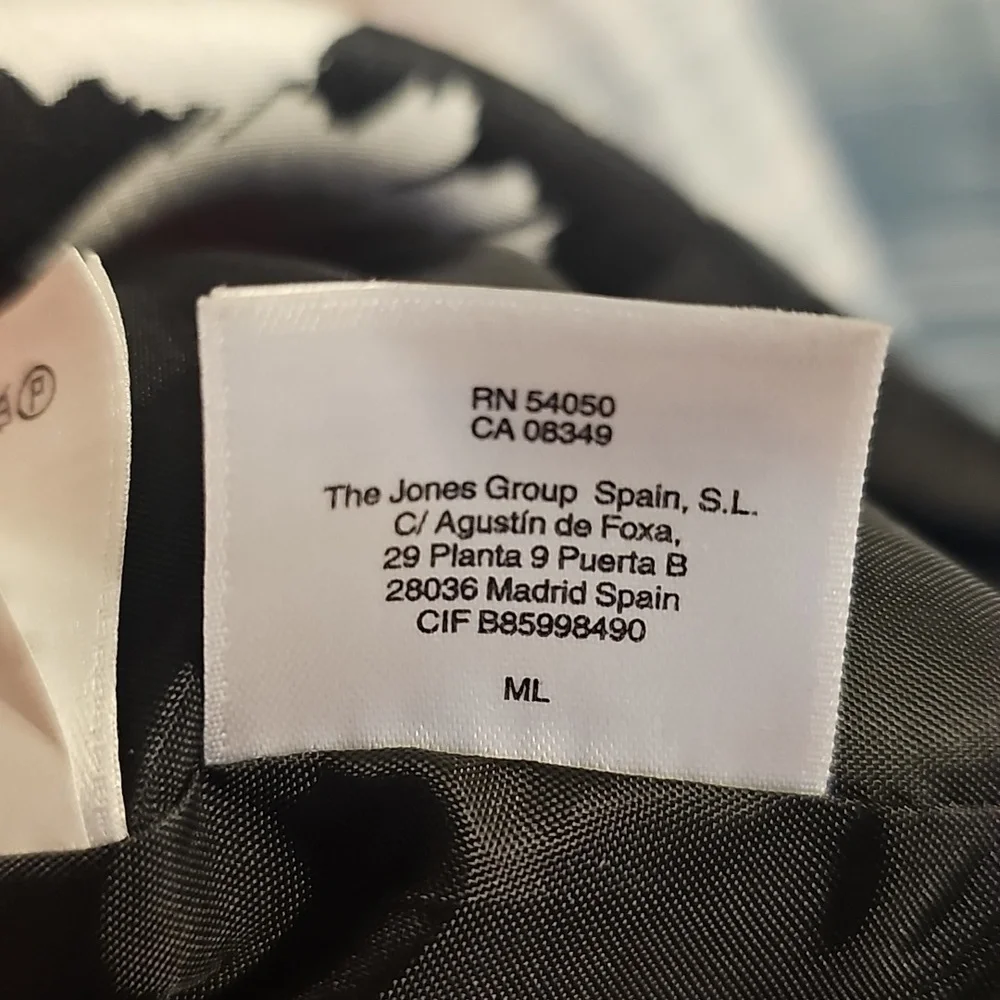 RN 54050
CA 08349
The Jones Group Spain, S.L.
C/ Agustín de Foxa,
29 Planta 9 Puerta B
28036 Madrid Spain
CIF B85998490
ML
P